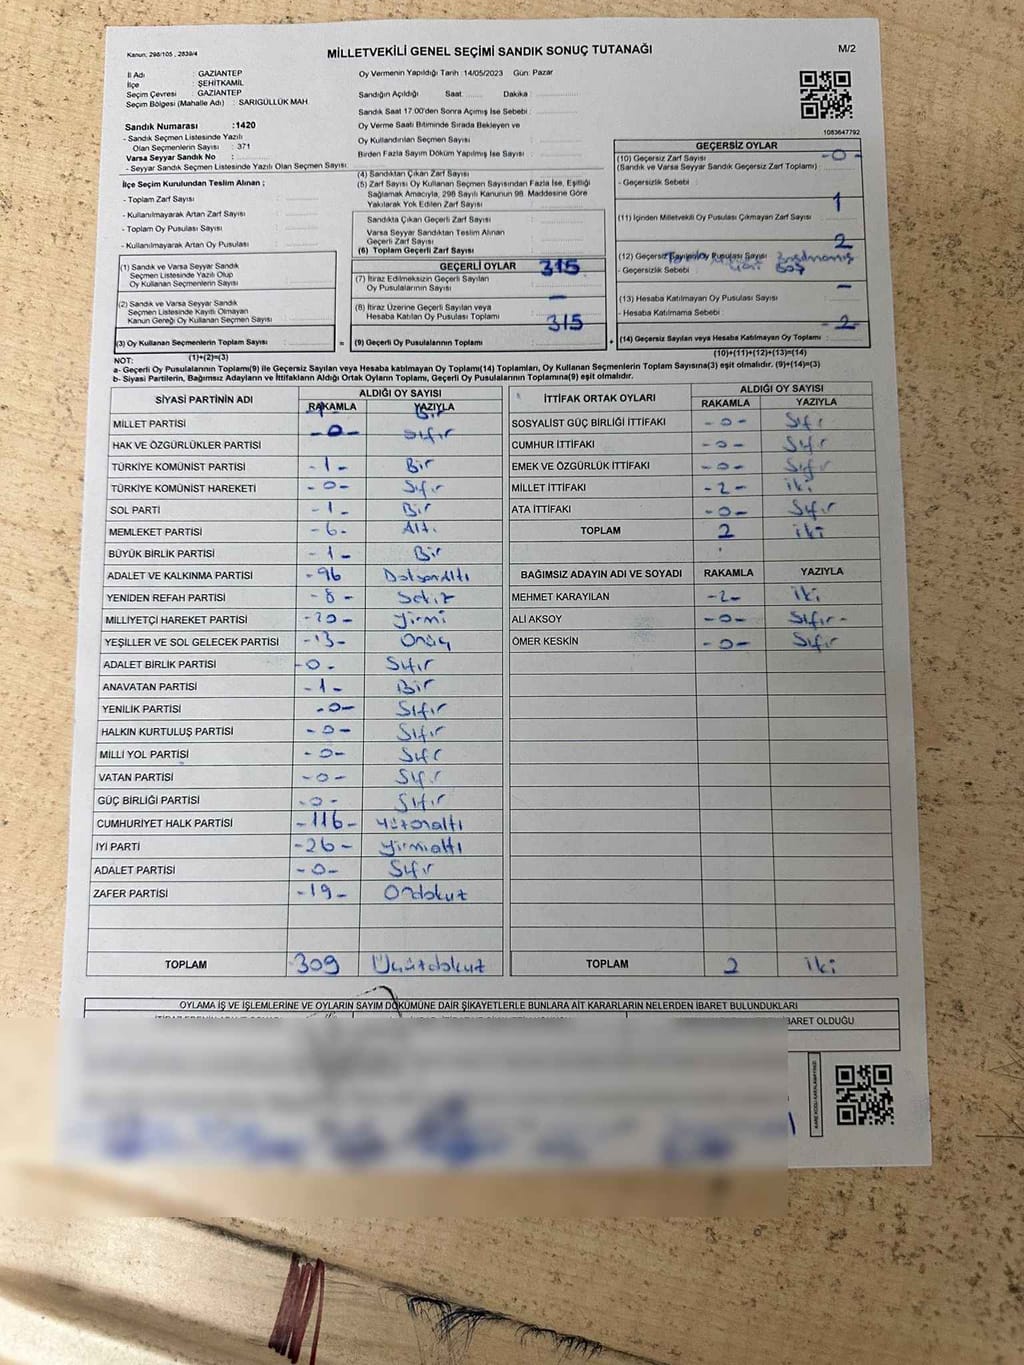 Kanun: 298/105 , 2839/4
MİLLETVEKİLİ GENEL SEÇİMİ SANDIK SONUÇ TUTANAĞI
M/2
İl Adı : GAZİANTEP
İlçe : ŞEHİTKAMİL
Seçim Çevresi : GAZİANTEP
Seçim Bölgesi (Mahalle Adı) : SARIGÜLLÜK MAH.
Sandık Numarası :1420
- Sandık Seçmen Listesinde Yazılı
Olan Seçmenlerin Sayısı : 371
Varsa Seyyar Sandık No :
- Seyyar Sandık Seçmen Listesinde Yazılı Olan Seçmen Sayısı:
İlçe Seçim Kurulundan Teslim Alınan ;
- Toplam Zarf Sayısı :
- Kullanılmayarak Artan Zarf Sayısı :
- Toplam Oy Pusulası Sayısı :
- Kullanılmayarak Artan Oy Pusulası :
(1) Sandık ve Varsa Seyyar Sandık
Seçmen Listesinde Yazılı Olup
Oy Kullanan Seçmenlerin Sayısı :
(2) Sandık ve Varsa Seyyar Sandık
Seçmen Listesinde Kayıtlı Olmayan
Kanun Gereği Oy Kullanan Seçmen Sayısı :
(3) Oy Kullanan Seçmenlerin Toplam Sayısı :
Oy Vermenin Yapıldığı Tarih :14/05/2023 Gün: Pazar
Sandığın Açıldığı Saat: Dakika :
Sandık Saat 17.00'den Sonra Açımış İse Sebebi :
Oy Verme Saati Bitiminde Sırada Bekleyen ve
Oy Kullandırılan Seçmen Sayısı :
Birden Fazla Sayım Döküm Yapılmış İse Sayısı :
(4) Sandıktan Çıkan Zarf Sayısı :
(5) Zarf Sayısı Oy Kullanan Seçmen Sayısından Fazla İse, Eşitliği
Sağlamak Amacıyla, 298 Sayılı Kanunun 98. Maddesine Göre
Yakılarak Yok Edilen Zarf Sayısı :
Sandıkta Çıkan Geçerli Zarf Sayısı :
Varsa Seyyar Sandıktan Teslim Alınan
Geçerli Zarf Sayısı :
(6) Toplam Geçerli Zarf Sayısı :
GEÇERLİ OYLAR
(7) İtiraz Edilmeksizin Geçerli Sayılan
Oy Pusulalarının Sayısı : 315
(8) İtiraz Üzerine Geçerli Sayılan veya
Hesaba Katılan Oy Pusulası Toplamı : -
= (9) Geçerli Oy Pusulalarının Toplamı : 315 +
1083647792
GEÇERSİZ OYLAR
(10) Geçersiz Zarf Sayısı -0-
(Sandık ve Varsa Seyyar Sandık Geçersiz Zarf Toplamı) :
- Geçersizlik Sebebi :
(11) İçinden Milletvekili Oy Pusulası Çıkmayan Zarf Sayısı : 1
(12) Geçersiz Sayılan Oy Pusulası Sayısı : 2
- Geçersizlik Sebebi : boş
(13) Hesaba Katılmayan Oy Pusulası Sayısı : -
- Hesaba Katılmama Sebebi :
(14) Geçersiz Sayılan veya Hesaba Katılmayan Oy Toplamı : -2-
NOT: (1)+(2)=(3) (10)+(11)+(12)+(13)=(14)
a- Geçerli Oy Pusulalarının Toplamı(9) ile Geçersiz Sayılan veya Hesaba katılmayan Oy Toplamı(14) Toplamları, Oy Kullanan Seçmenlerin Toplam Sayısına(3) eşit olmalıdır. (9)+(14)=(3)
b- Siyasi Partilerin, Bağımsız Adayların ve İttifakların Aldığı Ortak Oyların Toplamı, Geçerli Oy Pusulalarının Toplamına(9) eşit olmalıdır.
SİYASİ PARTİNİN ADI ALDIĞI OY SAYISI
RAKAMLA YAZIYLA
MİLLET PARTİSİ Bir
HAK VE ÖZGÜRLÜKLER PARTİSİ -0- Sıfır
TÜRKİYE KOMÜNİST PARTİSİ -1- Bir
TÜRKİYE KOMÜNİST HAREKETİ -0- Sıfır
SOL PARTİ -1- Bir
MEMLEKET PARTİSİ -6- Altı
BÜYÜK BİRLİK PARTİSİ -1- Bir
ADALET VE KALKINMA PARTİSİ -96 Doksanaltı
YENİDEN REFAH PARTİSİ -8- Sekiz
MİLLİYETÇİ HAREKET PARTİSİ -20- Yirmi
YEŞİLLER VE SOL GELECEK PARTİSİ -13- Onüç
ADALET BİRLİK PARTİSİ -0- Sıfır
ANAVATAN PARTİSİ -1- Bir
YENİLİK PARTİSİ -0- Sıfır
HALKIN KURTULUŞ PARTİSİ -0- Sıfır
MİLLİ YOL PARTİSİ -0- Sıfır
VATAN PARTİSİ -0- Sıfır
GÜÇ BİRLİĞİ PARTİSİ -0- Sıfır
CUMHURİYET HALK PARTİSİ -116- Yüzonaltı
İYİ PARTİ -26- Yirmialtı
ADALET PARTİSİ -0- Sıfır
ZAFER PARTİSİ -19- Ondokuz
TOPLAM 309 Üçyüzdokuz
İTTİFAK ORTAK OYLARI ALDIĞI OY SAYISI
RAKAMLA YAZIYLA
SOSYALİST GÜÇ BİRLİĞİ İTTİFAKI -0- Sıfır
CUMHUR İTTİFAKI -0- Sıfır
EMEK VE ÖZGÜRLÜK İTTİFAKI -0- Sıfır
MİLLET İTTİFAKI -2- iki
ATA İTTİFAKI -0- Sıfır
TOPLAM 2 iki
BAĞIMSIZ ADAYIN ADI VE SOYADI RAKAMLA YAZIYLA
MEHMET KARAYILAN -2- iki
ALİ AKSOY -0- Sıfır-
ÖMER KESKİN -0- Sıfır
TOPLAM 2 iki
OYLAMA İŞ VE İŞLEMLERİNE VE OYLARIN SAYIM DÖKÜMÜNE DAİR ŞİKAYETLERLE BUNLARA AİT KARARLARIN NELERDEN İBARET BULUNDUKLARI
İBARET OLDUĞU